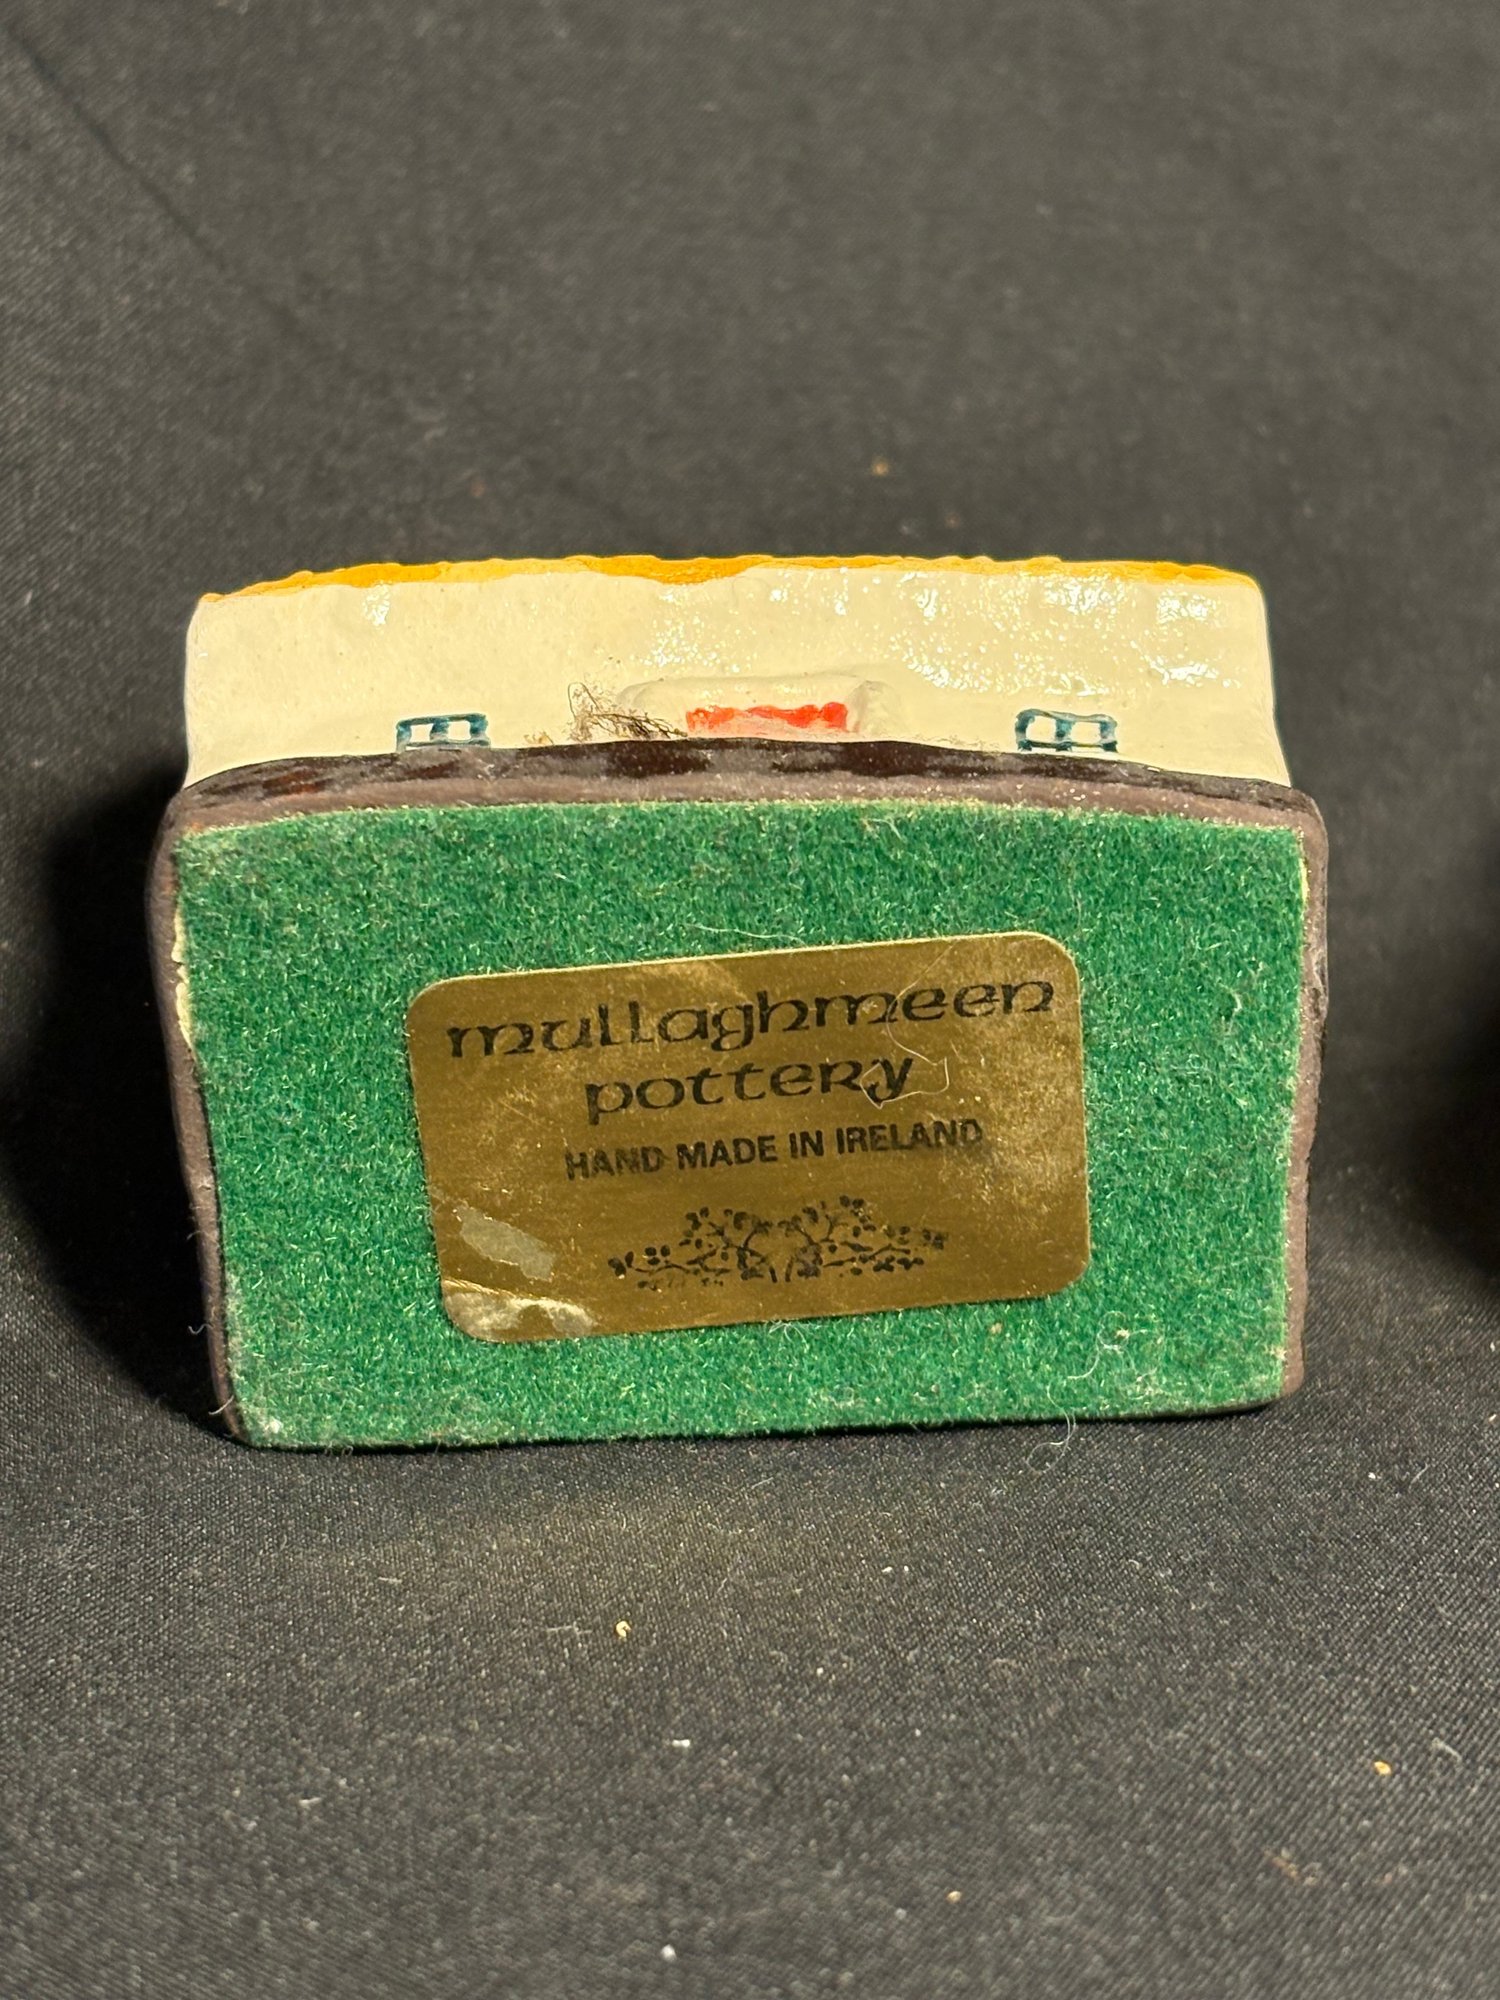 mullaghmeen
pottery
HAND MADE IN IRELAND